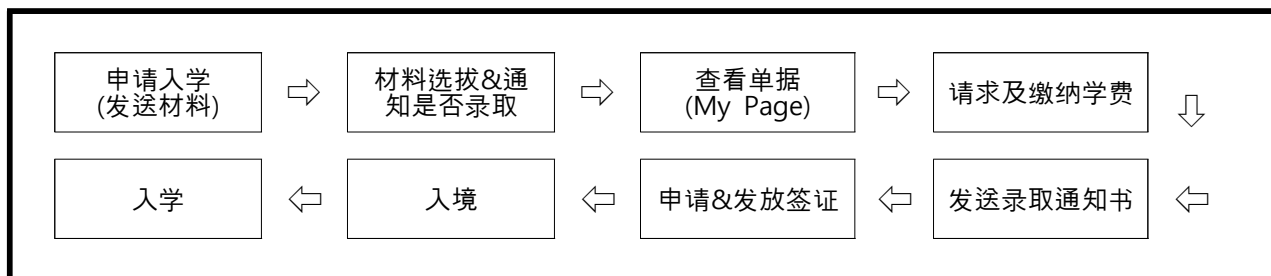 申请入学
(发送材料)
材料选拔&通
知是否录取
查看单据
(My Page)
请求及缴纳学费
入学
入境
申请&发放签证
发送录取通知书